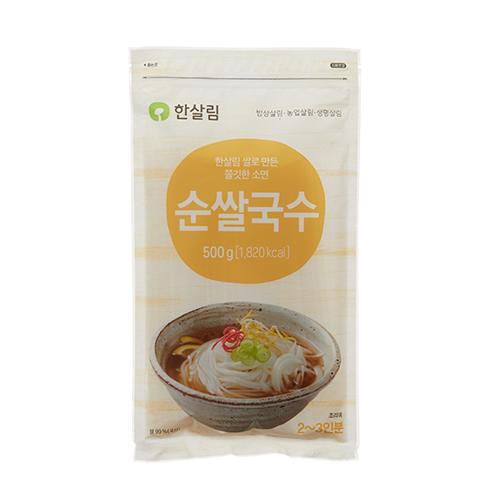 한살림
밥상살림·농업살림·생명살림
한살림 쌀로 만든
쫄깃한 소면
순쌀국수
500g [1,820kcal]
조리예
2~3인분